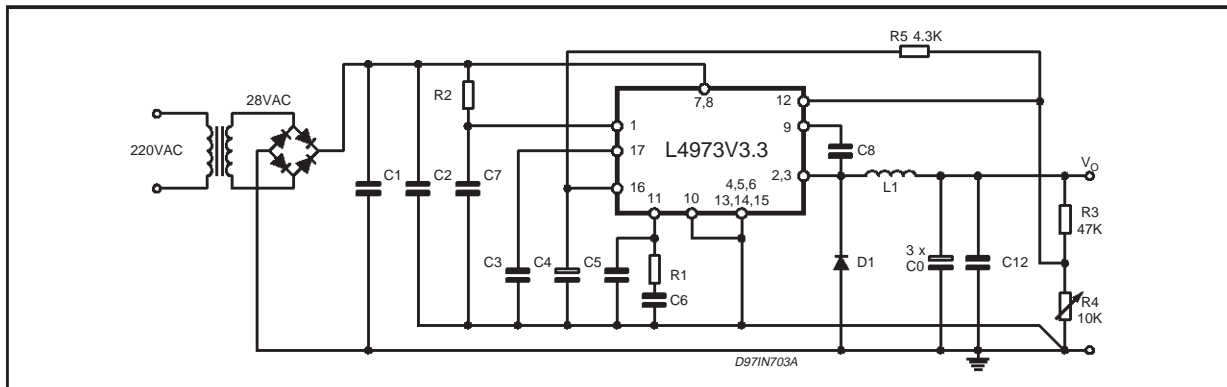 R5 4.3K
28VAC
220VAC
R2
7,8
12
1
9
L4973V3.3
17
C8
16
2,3
4,5,6
13,14,15
11
10
L1
VO
C1
C2
C7
R3
47K
C3
C4
C5
R1
C6
D1
3 x
C0
C12
R4
10K
D97IN703A